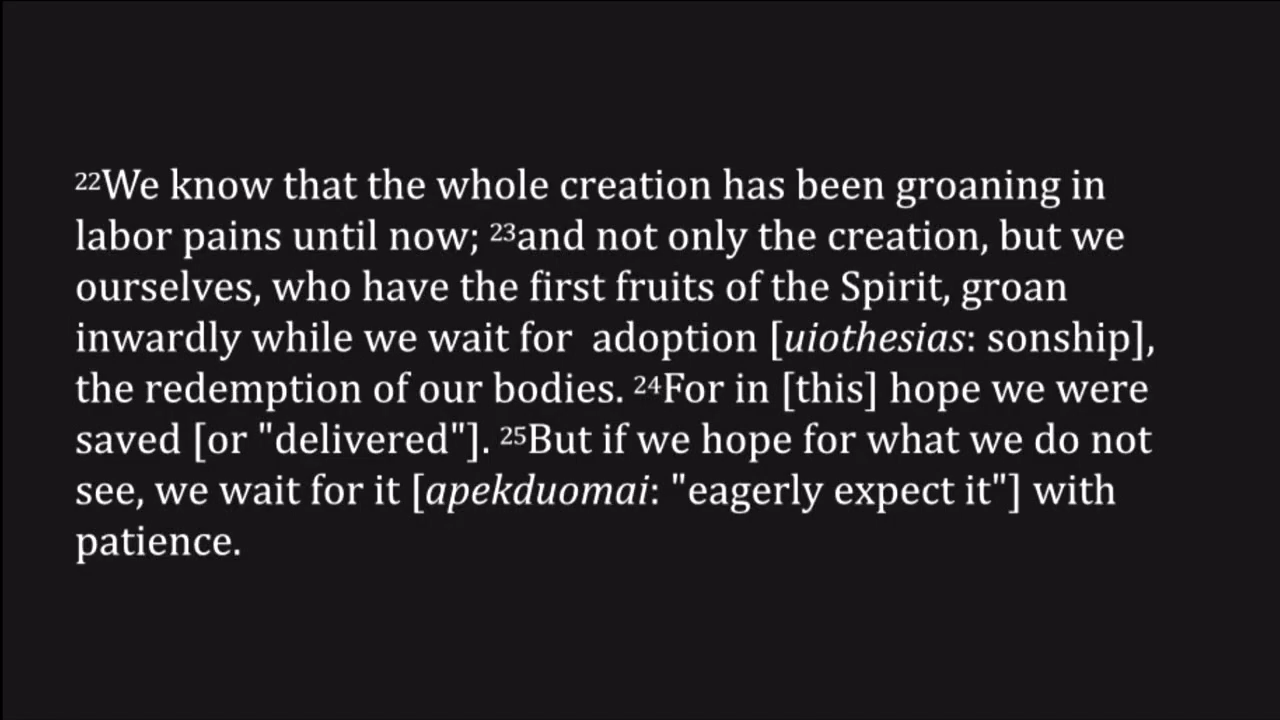 ²²We know that the whole creation has been groaning in
labor pains until now; ²³and not only the creation, but we
ourselves, who have the first fruits of the Spirit, groan
inwardly while we wait for  adoption [uiothesias: sonship],
the redemption of our bodies. ²⁴For in [this] hope we were
saved [or "delivered"]. ²⁵But if we hope for what we do not
see, we wait for it [apekduomai: "eagerly expect it"] with
patience.